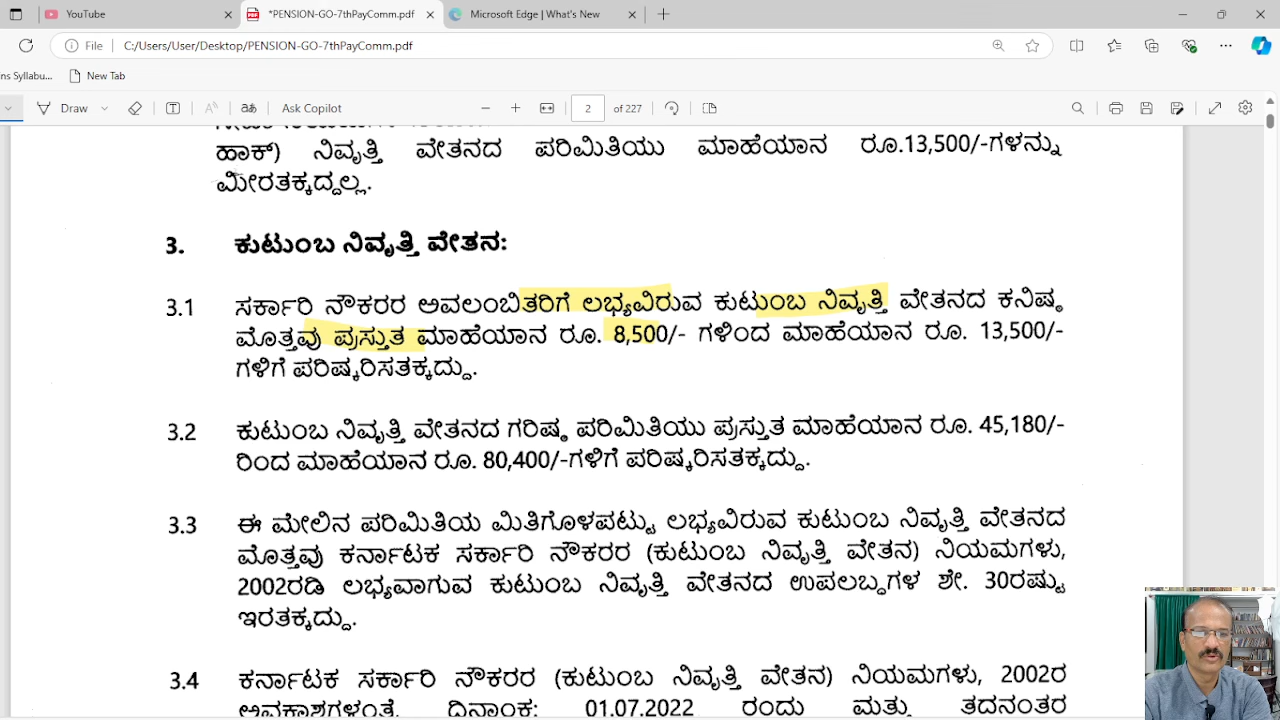 YouTube
*PENSION-GO-7thPayComm.pdf
Microsoft Edge | What's New
File
C:/Users/User/Desktop/PENSION-GO-7thPayComm.pdf
ns Syllabu...
New Tab
Draw
Ask Copilot
2
of 227
ಹಾಕ್) ನಿವೃತ್ತಿ ವೇತನದ ಪರಿಮಿತಿಯು ಮಾಹೆಯಾನ ರೂ.13,500/-ಗಳನ್ನು
ಮೀರತಕ್ಕದ್ದಲ್ಲ.
3. ಕುಟುಂಬ ನಿವೃತ್ತಿ ವೇತನ:
3.1 ಸರ್ಕಾರಿ ನೌಕರರ ಅವಲಂಬಿತರಿಗೆ ಲಭ್ಯವಿರುವ ಕುಟುಂಬ ನಿವೃತ್ತಿ ವೇತನದ ಕನಿಷ್ಠ
ಮೊತ್ತವು ಪ್ರಸ್ತುತ ಮಾಹೆಯಾನ ರೂ. 8,500/- ಗಳಿಂದ ಮಾಹೆಯಾನ ರೂ. 13,500/-
ಗಳಿಗೆ ಪರಿಷ್ಕರಿಸತಕ್ಕದ್ದು.
3.2 ಕುಟುಂಬ ನಿವೃತ್ತಿ ವೇತನದ ಗರಿಷ್ಠ ಪರಿಮಿತಿಯು ಪ್ರಸ್ತುತ ಮಾಹೆಯಾನ ರೂ. 45,180/-
ರಿಂದ ಮಾಹೆಯಾನ ರೂ. 80,400/-ಗಳಿಗೆ ಪರಿಷ್ಕರಿಸತಕ್ಕದ್ದು.
3.3 ಈ ಮೇಲಿನ ಪರಿಮಿತಿಯ ಮಿತಿಗೊಳಪಟ್ಟು ಲಭ್ಯವಿರುವ ಕುಟುಂಬ ನಿವೃತ್ತಿ ವೇತನದ
ಮೊತ್ತವು ಕರ್ನಾಟಕ ಸರ್ಕಾರಿ ನೌಕರರ (ಕುಟುಂಬ ನಿವೃತ್ತಿ ವೇತನ) ನಿಯಮಗಳು,
2002ರಡಿ ಲಭ್ಯವಾಗುವ ಕುಟುಂಬ ನಿವೃತ್ತಿ ವೇತನದ ಉಪಲಬ್ಧಗಳ ಶೇ. 30ರಷ್ಟು
ಇರತಕ್ಕದ್ದು.
3.4 ಕರ್ನಾಟಕ ಸರ್ಕಾರಿ ನೌಕರರ (ಕುಟುಂಬ ನಿವೃತ್ತಿ ವೇತನ) ನಿಯಮಗಳು, 2002ರ
ಅವಕಾಶಗಳಂತೆ, ದಿನಾಂಕ: 01.07.2022 ರಂದು ಮತ್ತು ತದನಂತರ